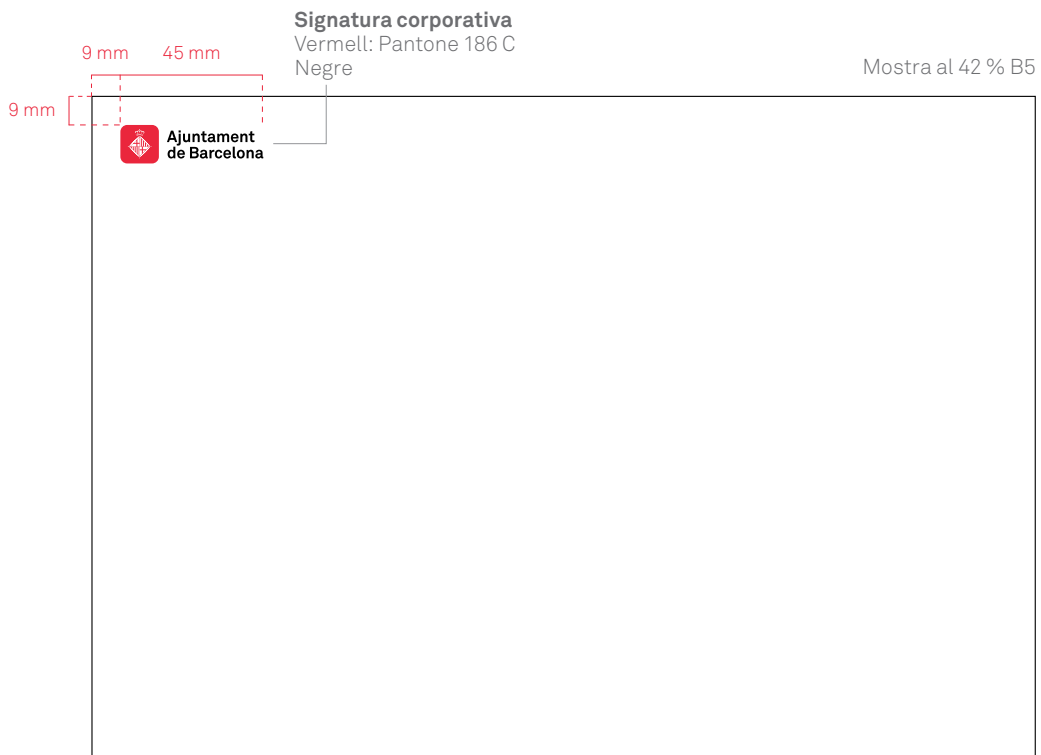 Signatura corporativa
Vermell: Pantone 186 C
Negre
9 mm
45 mm
Mostra al 42 % B5
9 mm
Ajuntament
de Barcelona